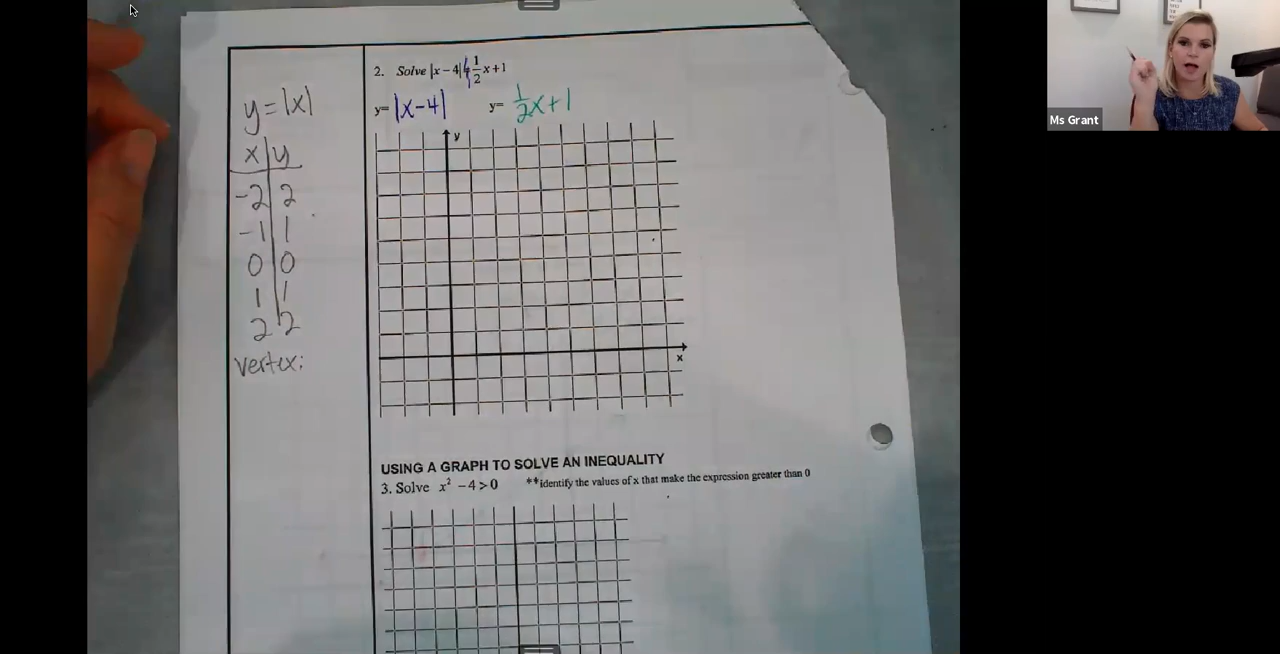 y=|x|
x y
-2 2
-1 1
0 0
1 1
2 2
vertex:
2. Solve |x-4| = 1/2 x+1
y= |x-4| y= 1/2 x+1
y
x
USING A GRAPH TO SOLVE AN INEQUALITY
3. Solve x² -4>0 **identify the values of x that make the expression greater than 0
Ms Grant